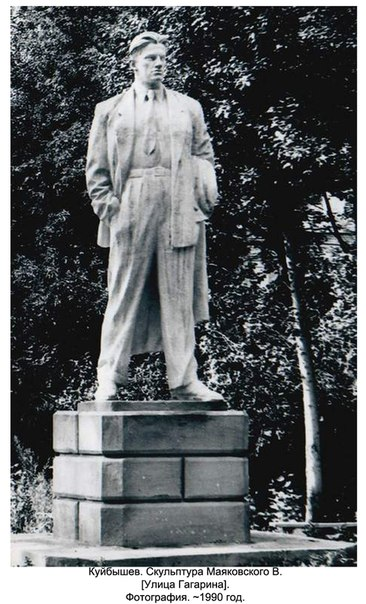 Куйбышев. Скульптура Маяковского В.
[Улица Гагарина].
Фотография. ~1990 год.